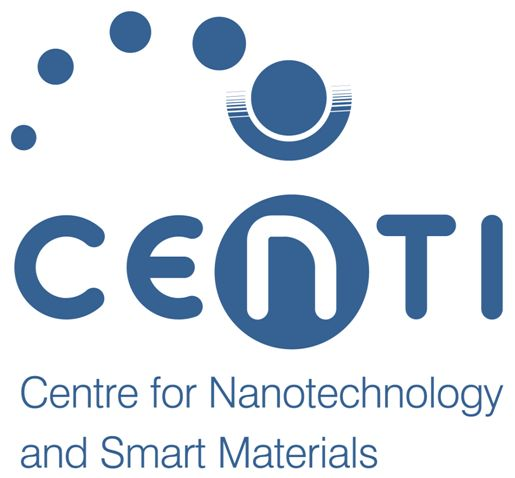 CEnTI
Centre for Nanotechnology
and Smart Materials